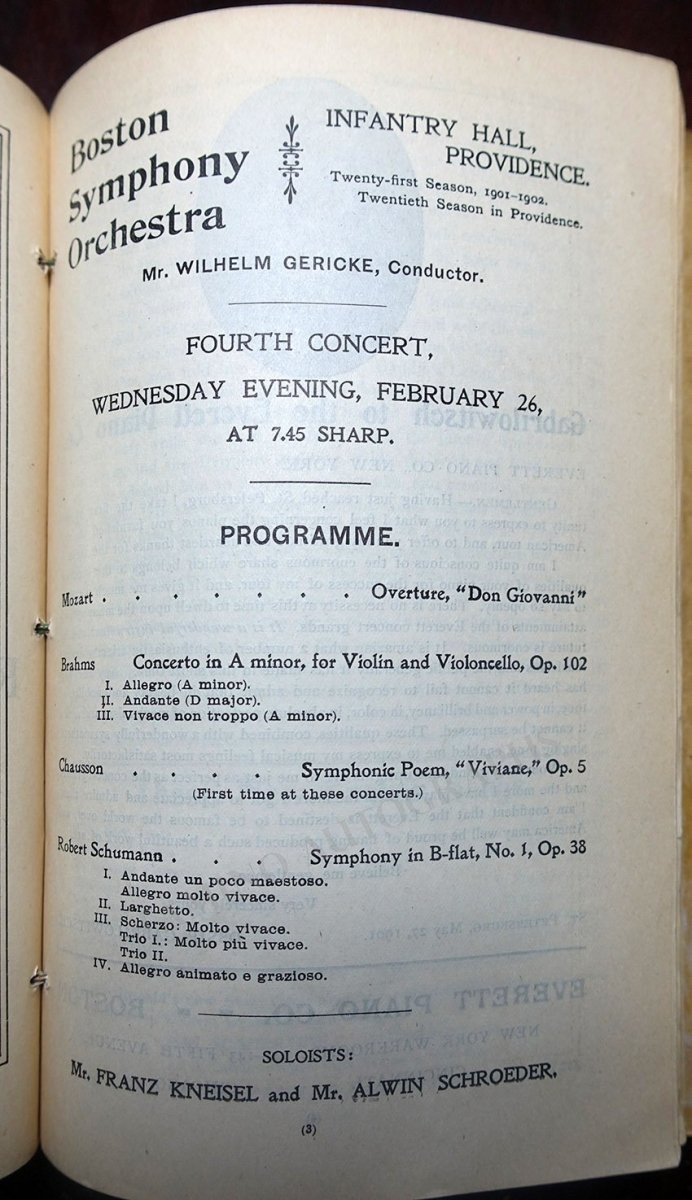 Boston
Symphony
Orchestra
INFANTRY HALL,
PROVIDENCE.
Twenty-first Season, 1901-1902.
Twentieth Season in Providence.
Mr. WILHELM GERICKE, Conductor.
FOURTH CONCERT,
WEDNESDAY EVENING, FEBRUARY 26,
AT 7.45 SHARP.
PROGRAMME.
Mozart . . . . . . . Overture, "Don Giovanni"
Brahms Concerto in A minor, for Violin and Violoncello, Op. 102
I. Allegro (A minor).
II. Andante (D major).
III. Vivace non troppo (A minor).
Chausson . . . . Symphonic Poem, "Viviane," Op. 5
(First time at these concerts.)
Robert Schumann . . . Symphony in B-flat, No. 1, Op. 38
I. Andante un poco maestoso.
Allegro molto vivace.
II. Larghetto.
III. Scherzo: Molto vivace.
Trio I.: Molto più vivace.
Trio II.
IV. Allegro animato e grazioso.
SOLOISTS:
Mr. FRANZ KNEISEL and Mr. ALWIN SCHROEDER.
(3)